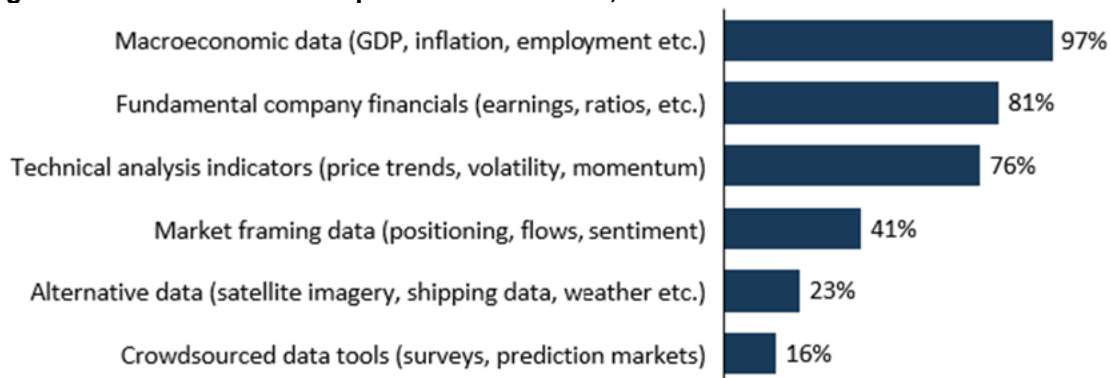 Macroeconomic data (GDP, inflation, employment etc.) 97%
Fundamental company financials (earnings, ratios, etc.) 81%
Technical analysis indicators (price trends, volatility, momentum) 76%
Market framing data (positioning, flows, sentiment) 41%
Alternative data (satellite imagery, shipping data, weather etc.) 23%
Crowdsourced data tools (surveys, prediction markets) 16%